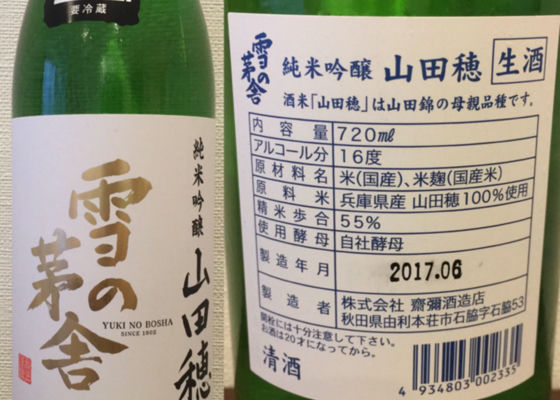 要冷蔵
純米吟醸 山田穂
雪の茅舎
YUKI NO BOSHA
SINCE 1902
雪の茅舎 純米吟醸 山田穂 生酒
酒米「山田穂」は山田錦の母親品種です。
内容量 720ml
アルコール分 16度
原材料名 米(国産)、米麹(国産米)
原料米 兵庫県産 山田穂100%使用
精米歩合 55%
使用酵母 自社酵母
製造年月 2017.06
製造者 株式会社 齋彌酒造店
秋田県由利本荘市石脇字石脇53
開栓には十分注意して下さい。
お酒は20才になってから。
清酒
4 934803 002335